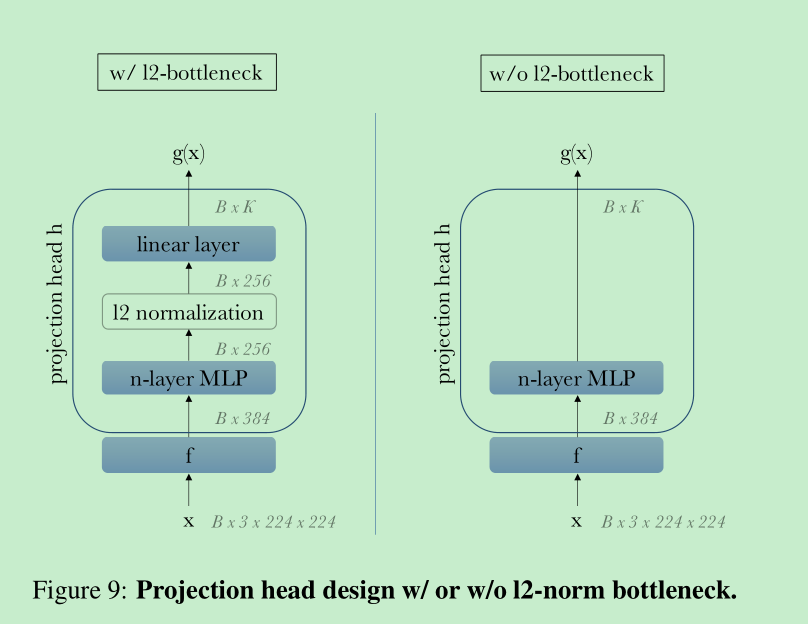 w/ l2-bottleneck
g(x)
B x K
linear layer
B x 256
l2 normalization
B x 256
n-layer MLP
B x 384
f
x B x 3 x 224 x 224
projection head h
w/o l2-bottleneck
g(x)
B x K
n-layer MLP
B x 384
f
x B x 3 x 224 x 224
projection head h
Figure 9: Projection head design w/ or w/o l2-norm bottleneck.